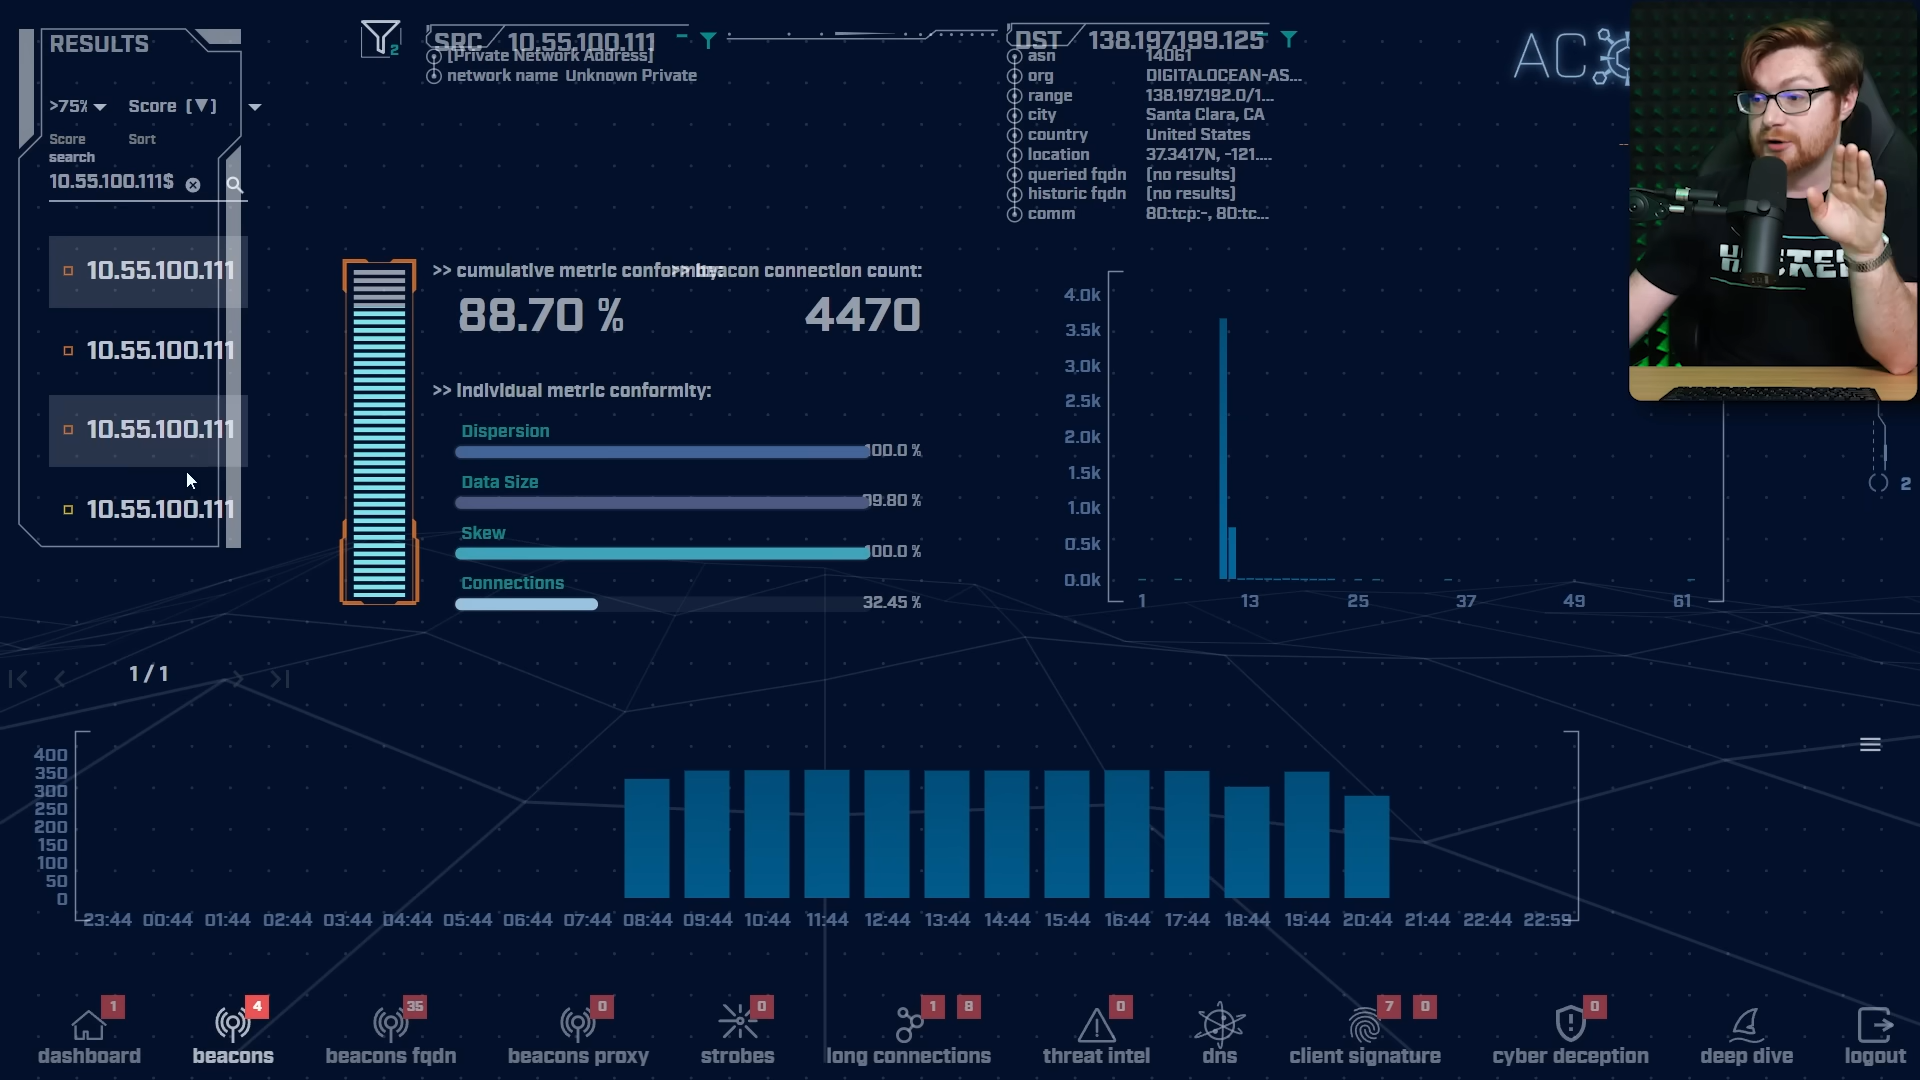 RESULTS
>75% Score [▼]
Score Sort
search
10.55.100.111$
10.55.100.111
10.55.100.111
10.55.100.111
10.55.100.111
1 / 1
2
SRC 10.55.100.111
[Private Network Address]
network name Unknown Private
DST 138.197.199.125
asn 14061
org DIGITALOCEAN-AS...
range 138.197.192.0/1...
city Santa Clara, CA
country United States
location 37.3417N, -121....
queried fqdn [no results]
historic fqdn [no results]
comm 80:tcp:-, 80:tc...
AC
>> cumulative metric conformity:
>> beacon connection count:
88.70 % 4470
>> Individual metric conformity:
Dispersion
100.0 %
Data Size
99.80 %
Skew
100.0 %
Connections
32.45 %
4.0k
3.5k
3.0k
2.5k
2.0k
1.5k
1.0k
0.5k
0.0k
1 13 25 37 49 61
2
400
350
300
250
200
150
100
50
0
23:44 00:44 01:44 02:44 03:44 04:44 05:44 06:44 07:44 08:44 09:44 10:44 11:44 12:44 13:44 14:44 15:44 16:44 17:44 18:44 19:44 20:44 21:44 22:44 22:59
1 4 35 0 0 1 8 0 7 0 0
dashboard beacons beacons fqdn beacons proxy strobes long connections threat intel dns client signature cyber deception deep dive logout